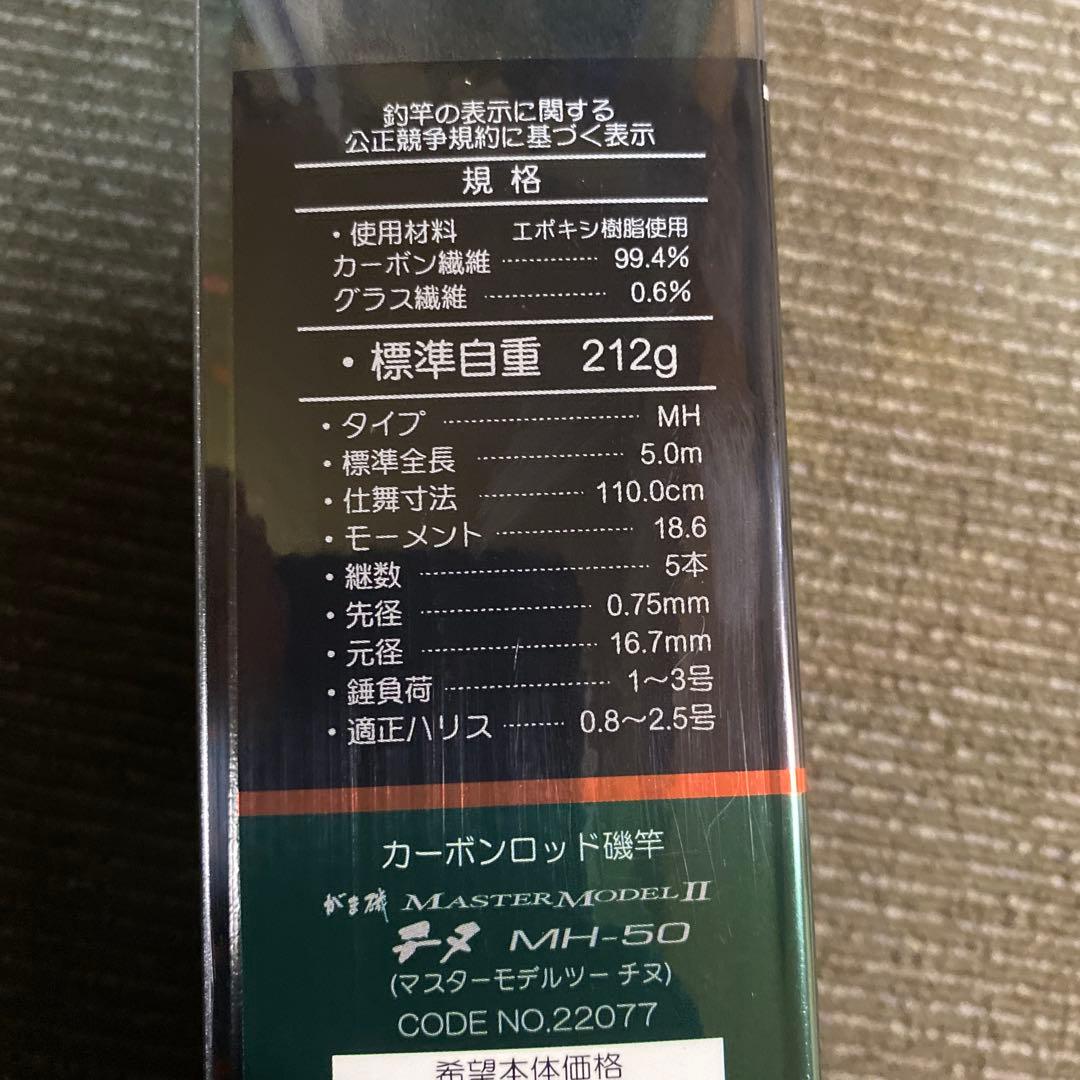 釣竿の表示に関する
公正競争規約に基づく表示
規 格
・使用材料 エポキシ樹脂使用
カーボン繊維 ………… 99.4%
グラス繊維 ………… 0.6%
・標準自重 212g
・タイプ ………… MH
・標準全長 ………… 5.0m
・仕舞寸法 ………… 110.0cm
・モーメント ………… 18.6
・継数 ………… 5本
・先径 ………… 0.75mm
・元径 ………… 16.7mm
・錘負荷 ………… 1～3号
・適正ハリス ………… 0.8～2.5号
カーボンロッド磯竿
がま磯 MASTERMODEL II
チヌ MH-50
(マスターモデルツー チヌ)
CODE NO.22077
希望本体価格